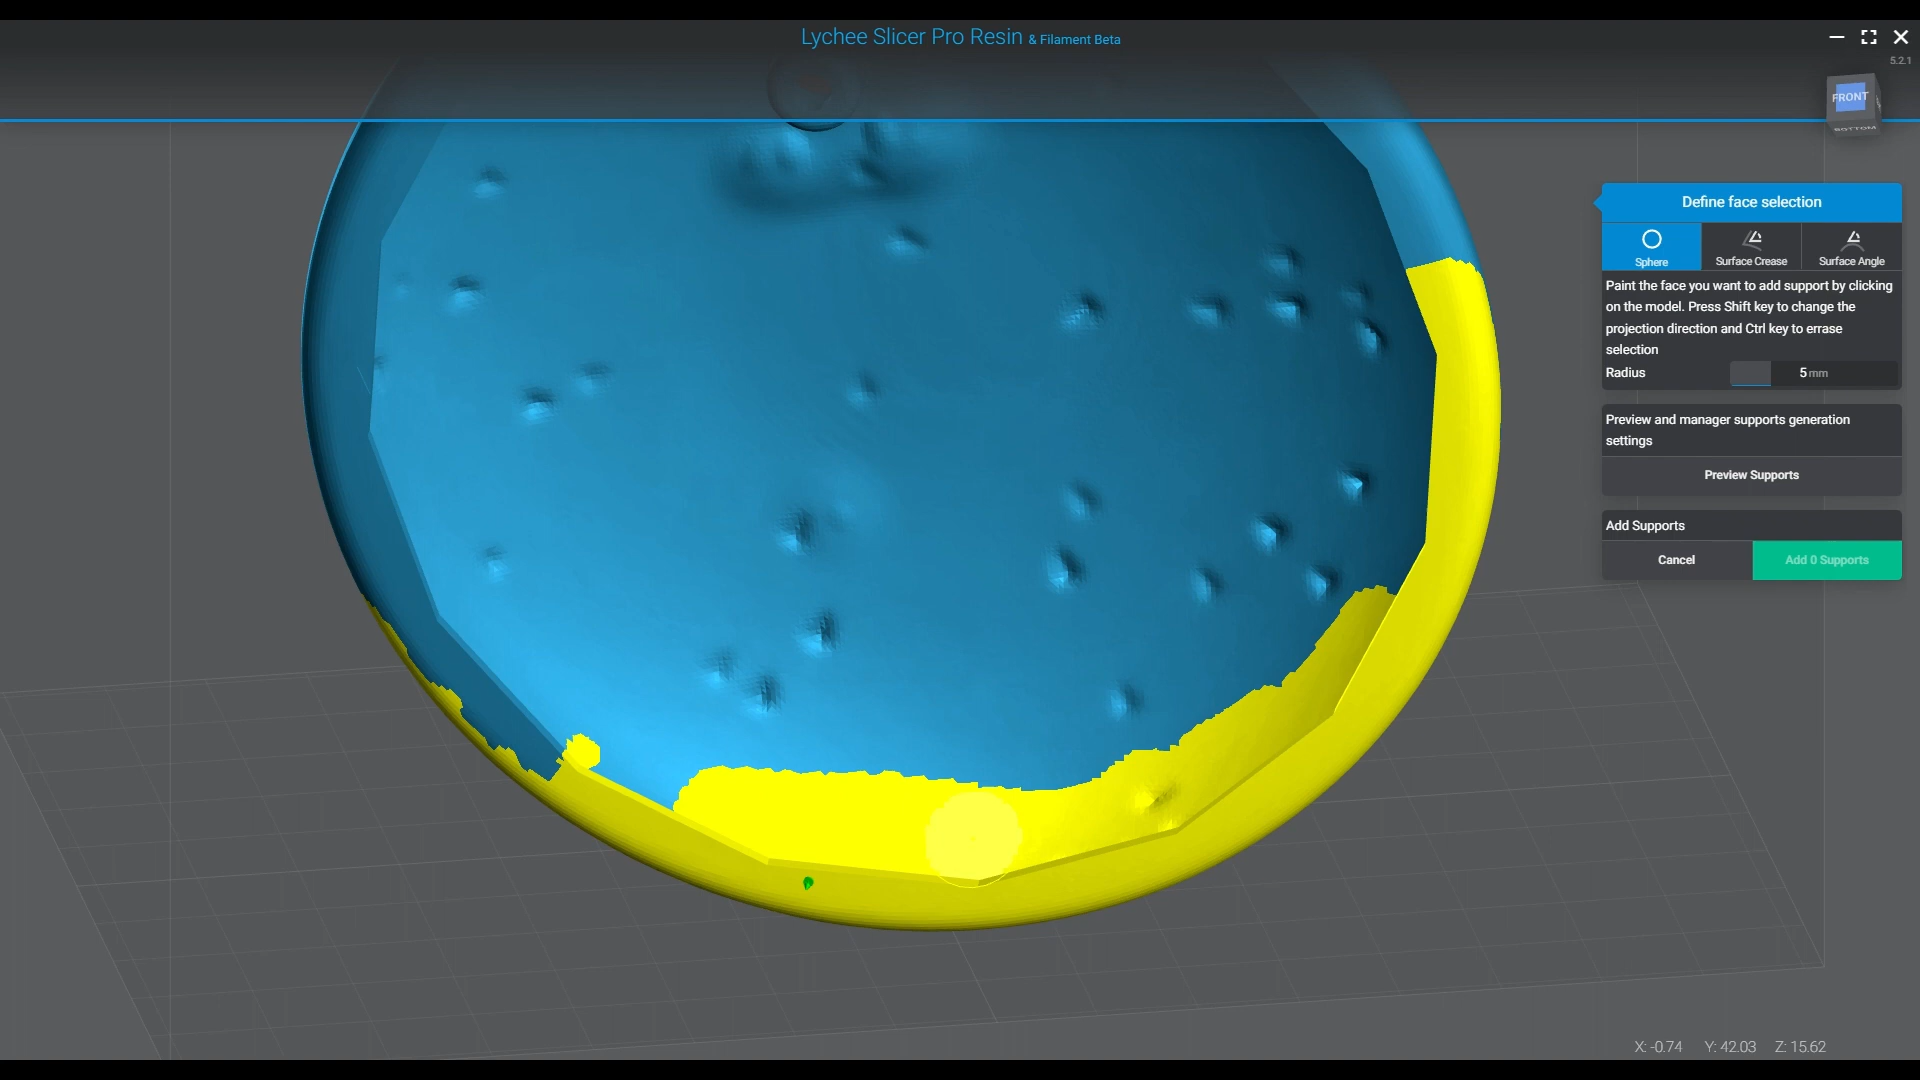 Lychee Slicer Pro Resin & Filament Beta
5.2.1
FRONT
BOTTOM
Define face selection
Sphere
Surface Crease
Surface Angle
Paint the face you want to add support by clicking
on the model. Press Shift key to change the
projection direction and Ctrl key to errase
selection
Radius
5 mm
Preview and manager supports generation
settings
Preview Supports
Add Supports
Cancel
Add 0 Supports
X: -0.74 Y: 42.03 Z: 15.62